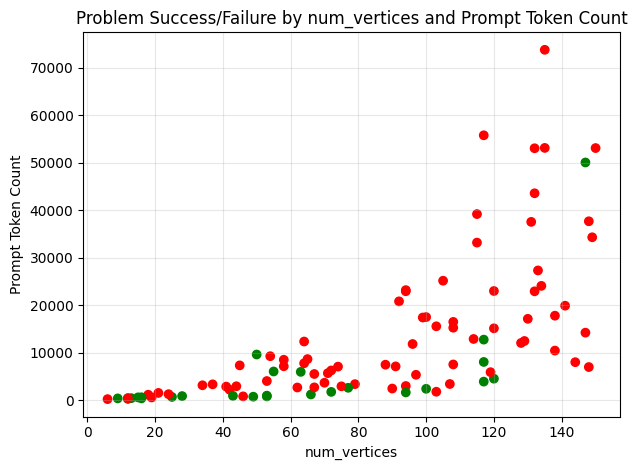 Problem Success/Failure by num_vertices and Prompt Token Count
Prompt Token Count
70000
60000
50000
40000
30000
20000
10000
0
0 20 40 60 80 100 120 140
num_vertices